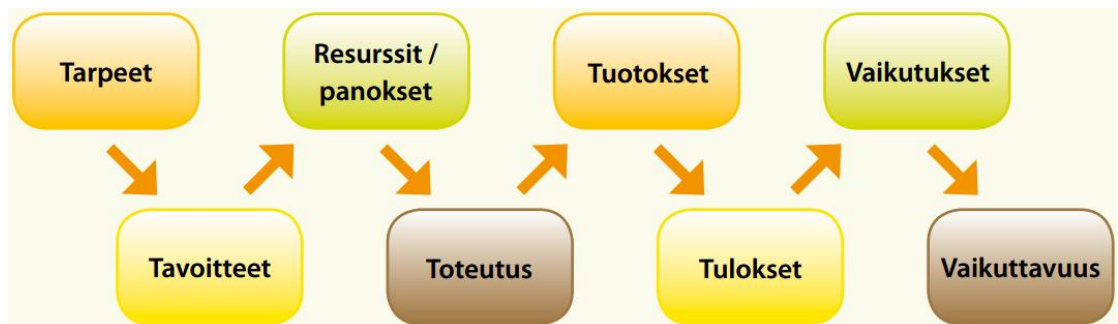 Tarpeet
Tavoitteet
Resurssit /
panokset
Toteutus
Tuotokset
Tulokset
Vaikutukset
Vaikuttavuus